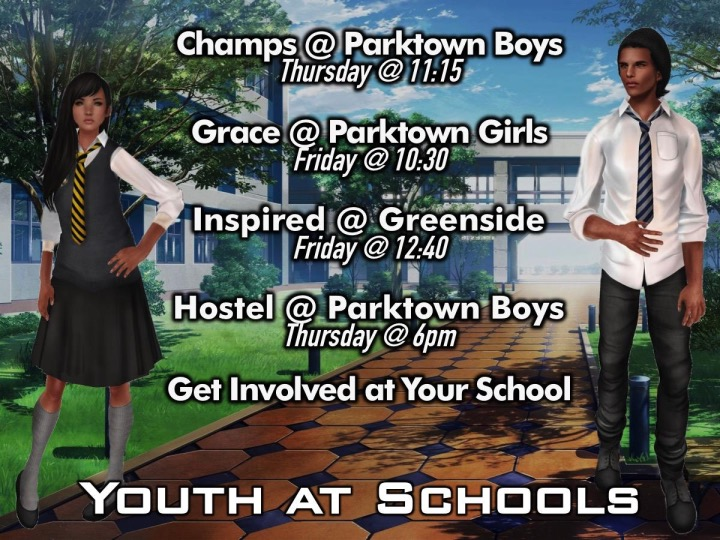 Champs @ Parktown Boys
Thursday @ 11:15
Grace @ Parktown Girls
Friday @ 10:30
Inspired @ Greenside
Friday @ 12:40
Hostel @ Parktown Boys
Thursday @ 6pm
Get Involved at Your School
Youth at Schools